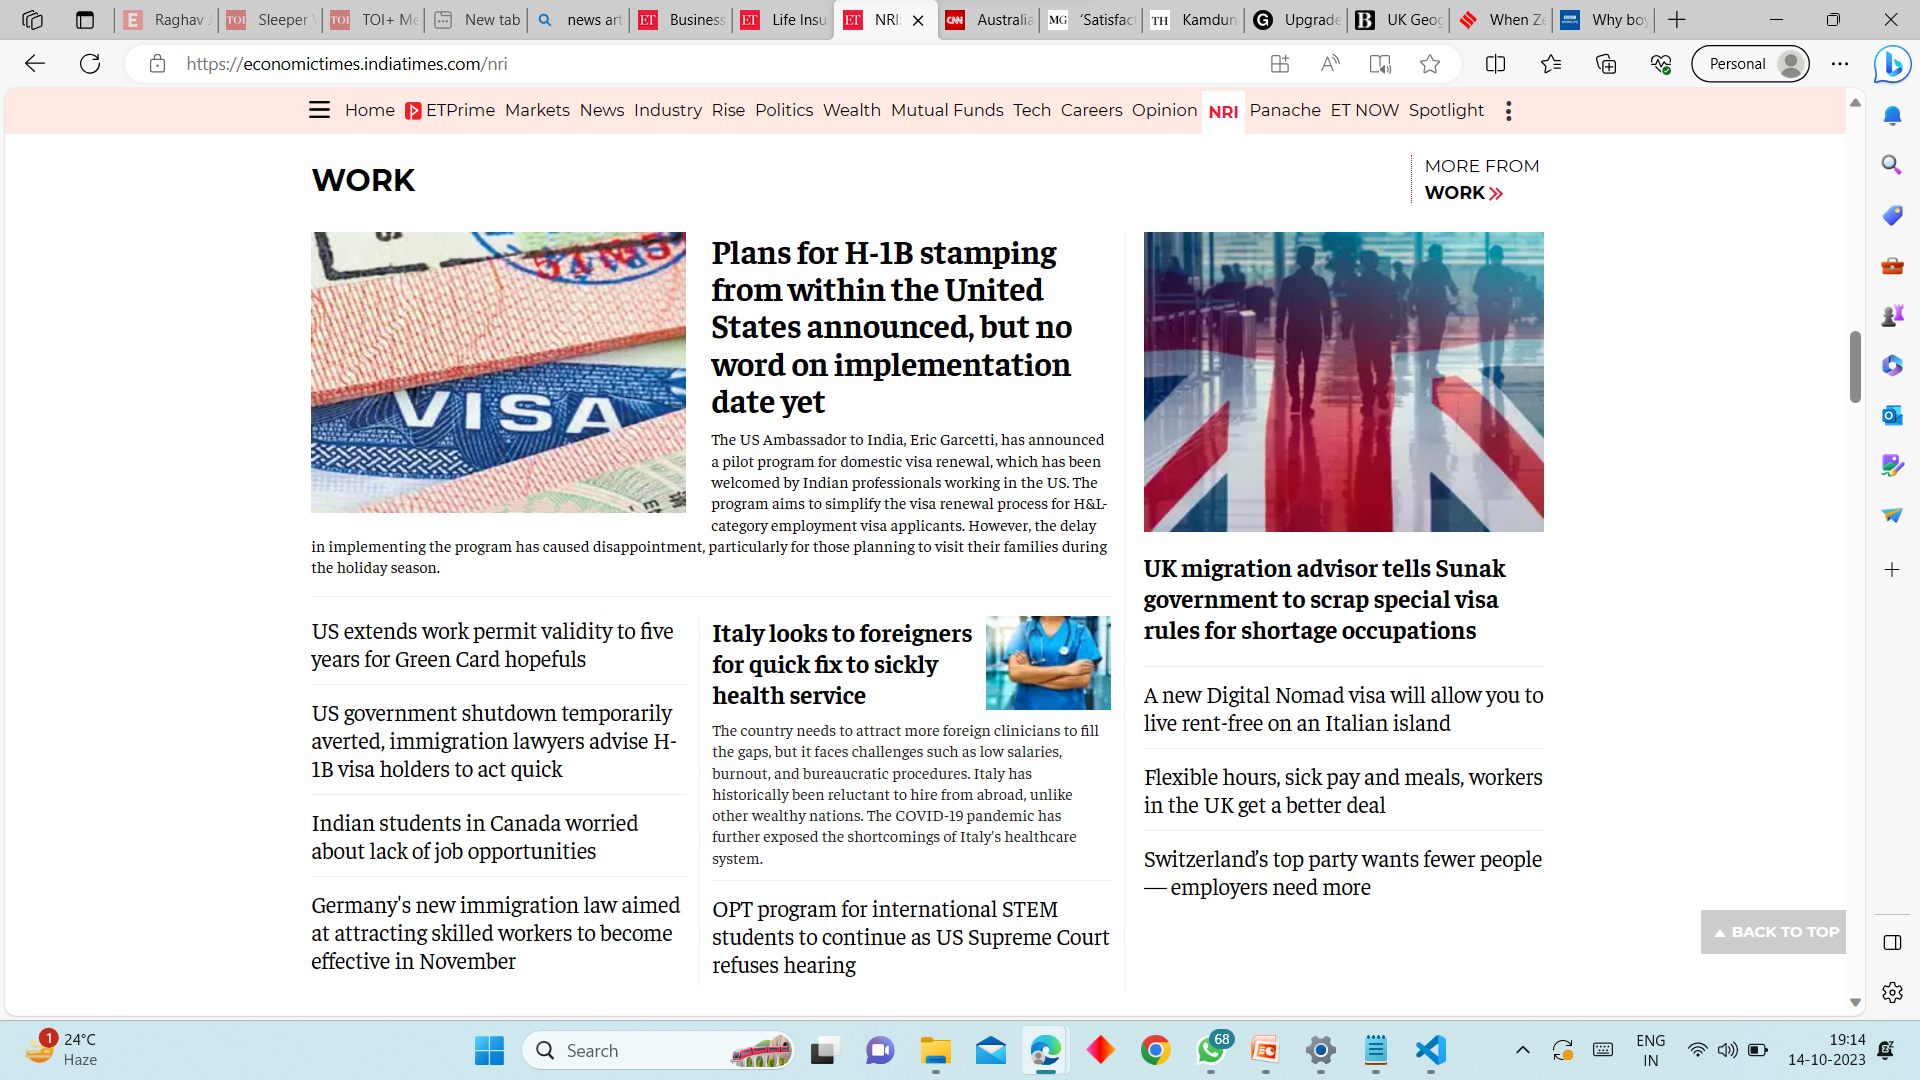 Raghav J
Sleeper V
TOI+ Me
New tab
news art
Business
Life Insu
NRI:
Australia
'Satisfact
Kamdun
Upgrade
UK Geog
When Ze
Why boy
https://economictimes.indiatimes.com/nri
Personal
Home ETPrime Markets News Industry Rise Politics Wealth Mutual Funds Tech Careers Opinion NRI Panache ET NOW Spotlight
WORK
MORE FROM
WORK
VISA
Plans for H-1B stamping
from within the United
States announced, but no
word on implementation
date yet
The US Ambassador to India, Eric Garcetti, has announced
a pilot program for domestic visa renewal, which has been
welcomed by Indian professionals working in the US. The
program aims to simplify the visa renewal process for H&L-
category employment visa applicants. However, the delay
in implementing the program has caused disappointment, particularly for those planning to visit their families during
the holiday season.
US extends work permit validity to five
years for Green Card hopefuls
US government shutdown temporarily
averted, immigration lawyers advise H-
1B visa holders to act quick
Indian students in Canada worried
about lack of job opportunities
Germany's new immigration law aimed
at attracting skilled workers to become
effective in November
Italy looks to foreigners
for quick fix to sickly
health service
The country needs to attract more foreign clinicians to fill
the gaps, but it faces challenges such as low salaries,
burnout, and bureaucratic procedures. Italy has
historically been reluctant to hire from abroad, unlike
other wealthy nations. The COVID-19 pandemic has
further exposed the shortcomings of Italy's healthcare
system.
OPT program for international STEM
students to continue as US Supreme Court
refuses hearing
UK migration advisor tells Sunak
government to scrap special visa
rules for shortage occupations
A new Digital Nomad visa will allow you to
live rent-free on an Italian island
Flexible hours, sick pay and meals, workers
in the UK get a better deal
Switzerland's top party wants fewer people
— employers need more
BACK TO TOP
1
24°C
Haze
Search
68
ENG
IN
19:14
14-10-2023